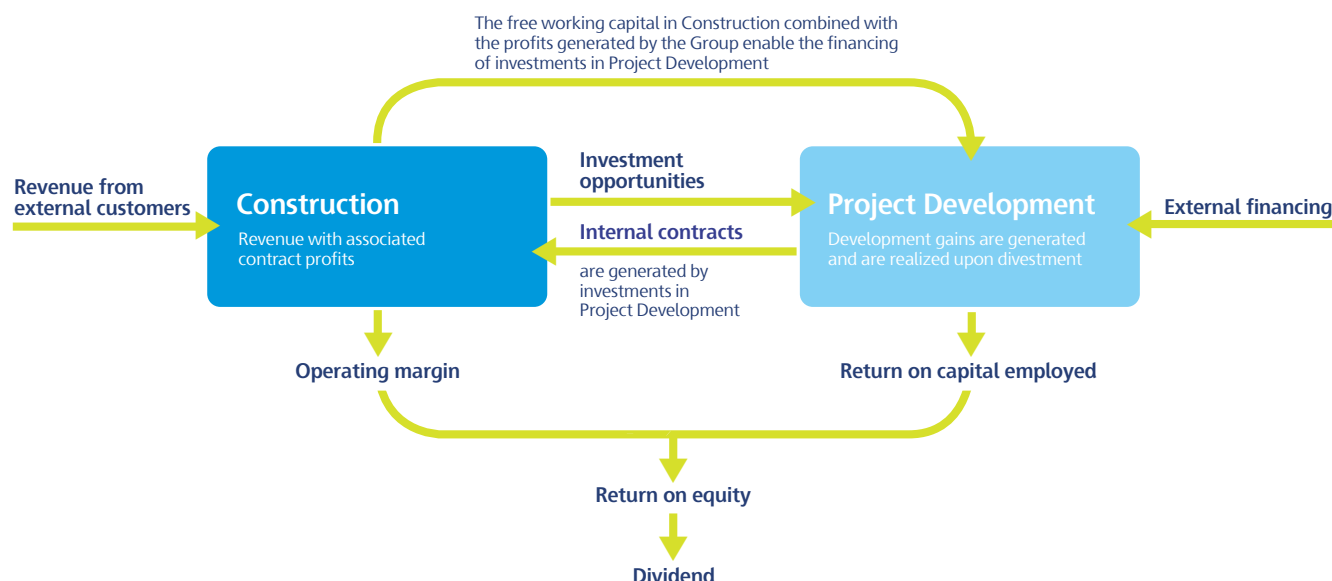 The free working capital in Construction combined with
the profits generated by the Group enable the financing
of investments in Project Development
Revenue from
external customers
Construction
Revenue with associated
contract profits
Investment
opportunities
Internal contracts
are generated by
investments in
Project Development
Project Development
Development gains are generated
and are realized upon divestment
External financing
Operating margin
Return on capital employed
Return on equity
Dividend